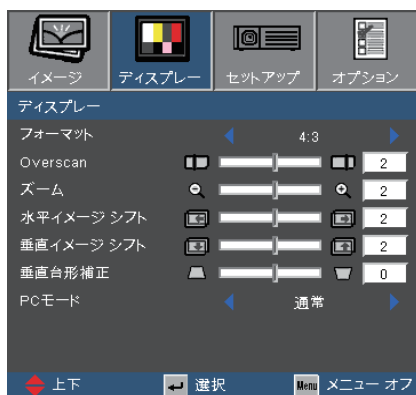 イメージ ディスプレー セットアップ オプション
ディスプレー
フォーマット 4:3
Overscan 2
ズーム 2
水平イメージ シフト 2
垂直イメージ シフト 2
垂直台形補正 0
PCモード 通常
上下 選択 Menu メニュー オフ